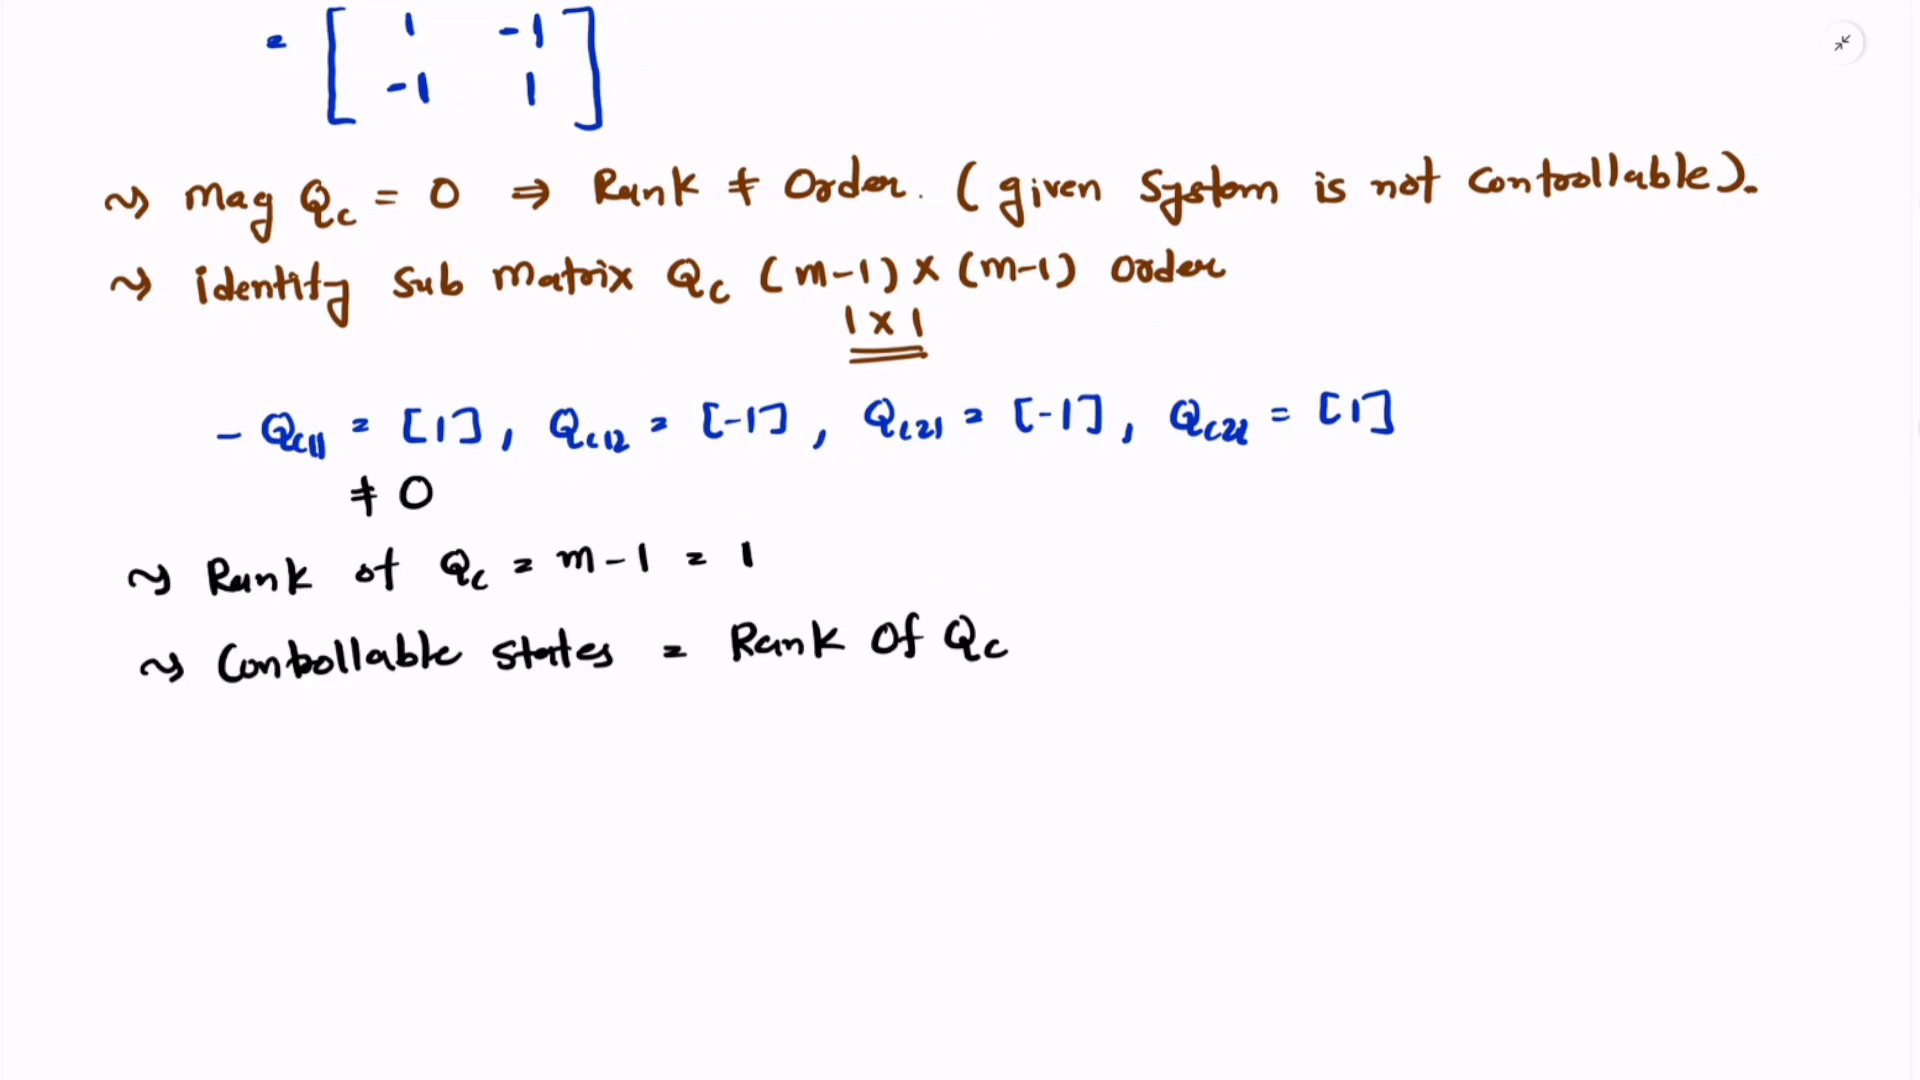 = [ 1 -1
-1 1 ]
~> Mag Qc = 0 ⇒ Rank ≠ Order. (given System is not Controllable).
~> identity sub matrix Qc (m-1) x (m-1) order
1 x 1
- Qc11 = [1], Qc12 = [-1], Qc21 = [-1], Qc22 = [1]
≠ 0
~> Rank of Qc = m-1 = 1
~> Controllable states = Rank Of Qc